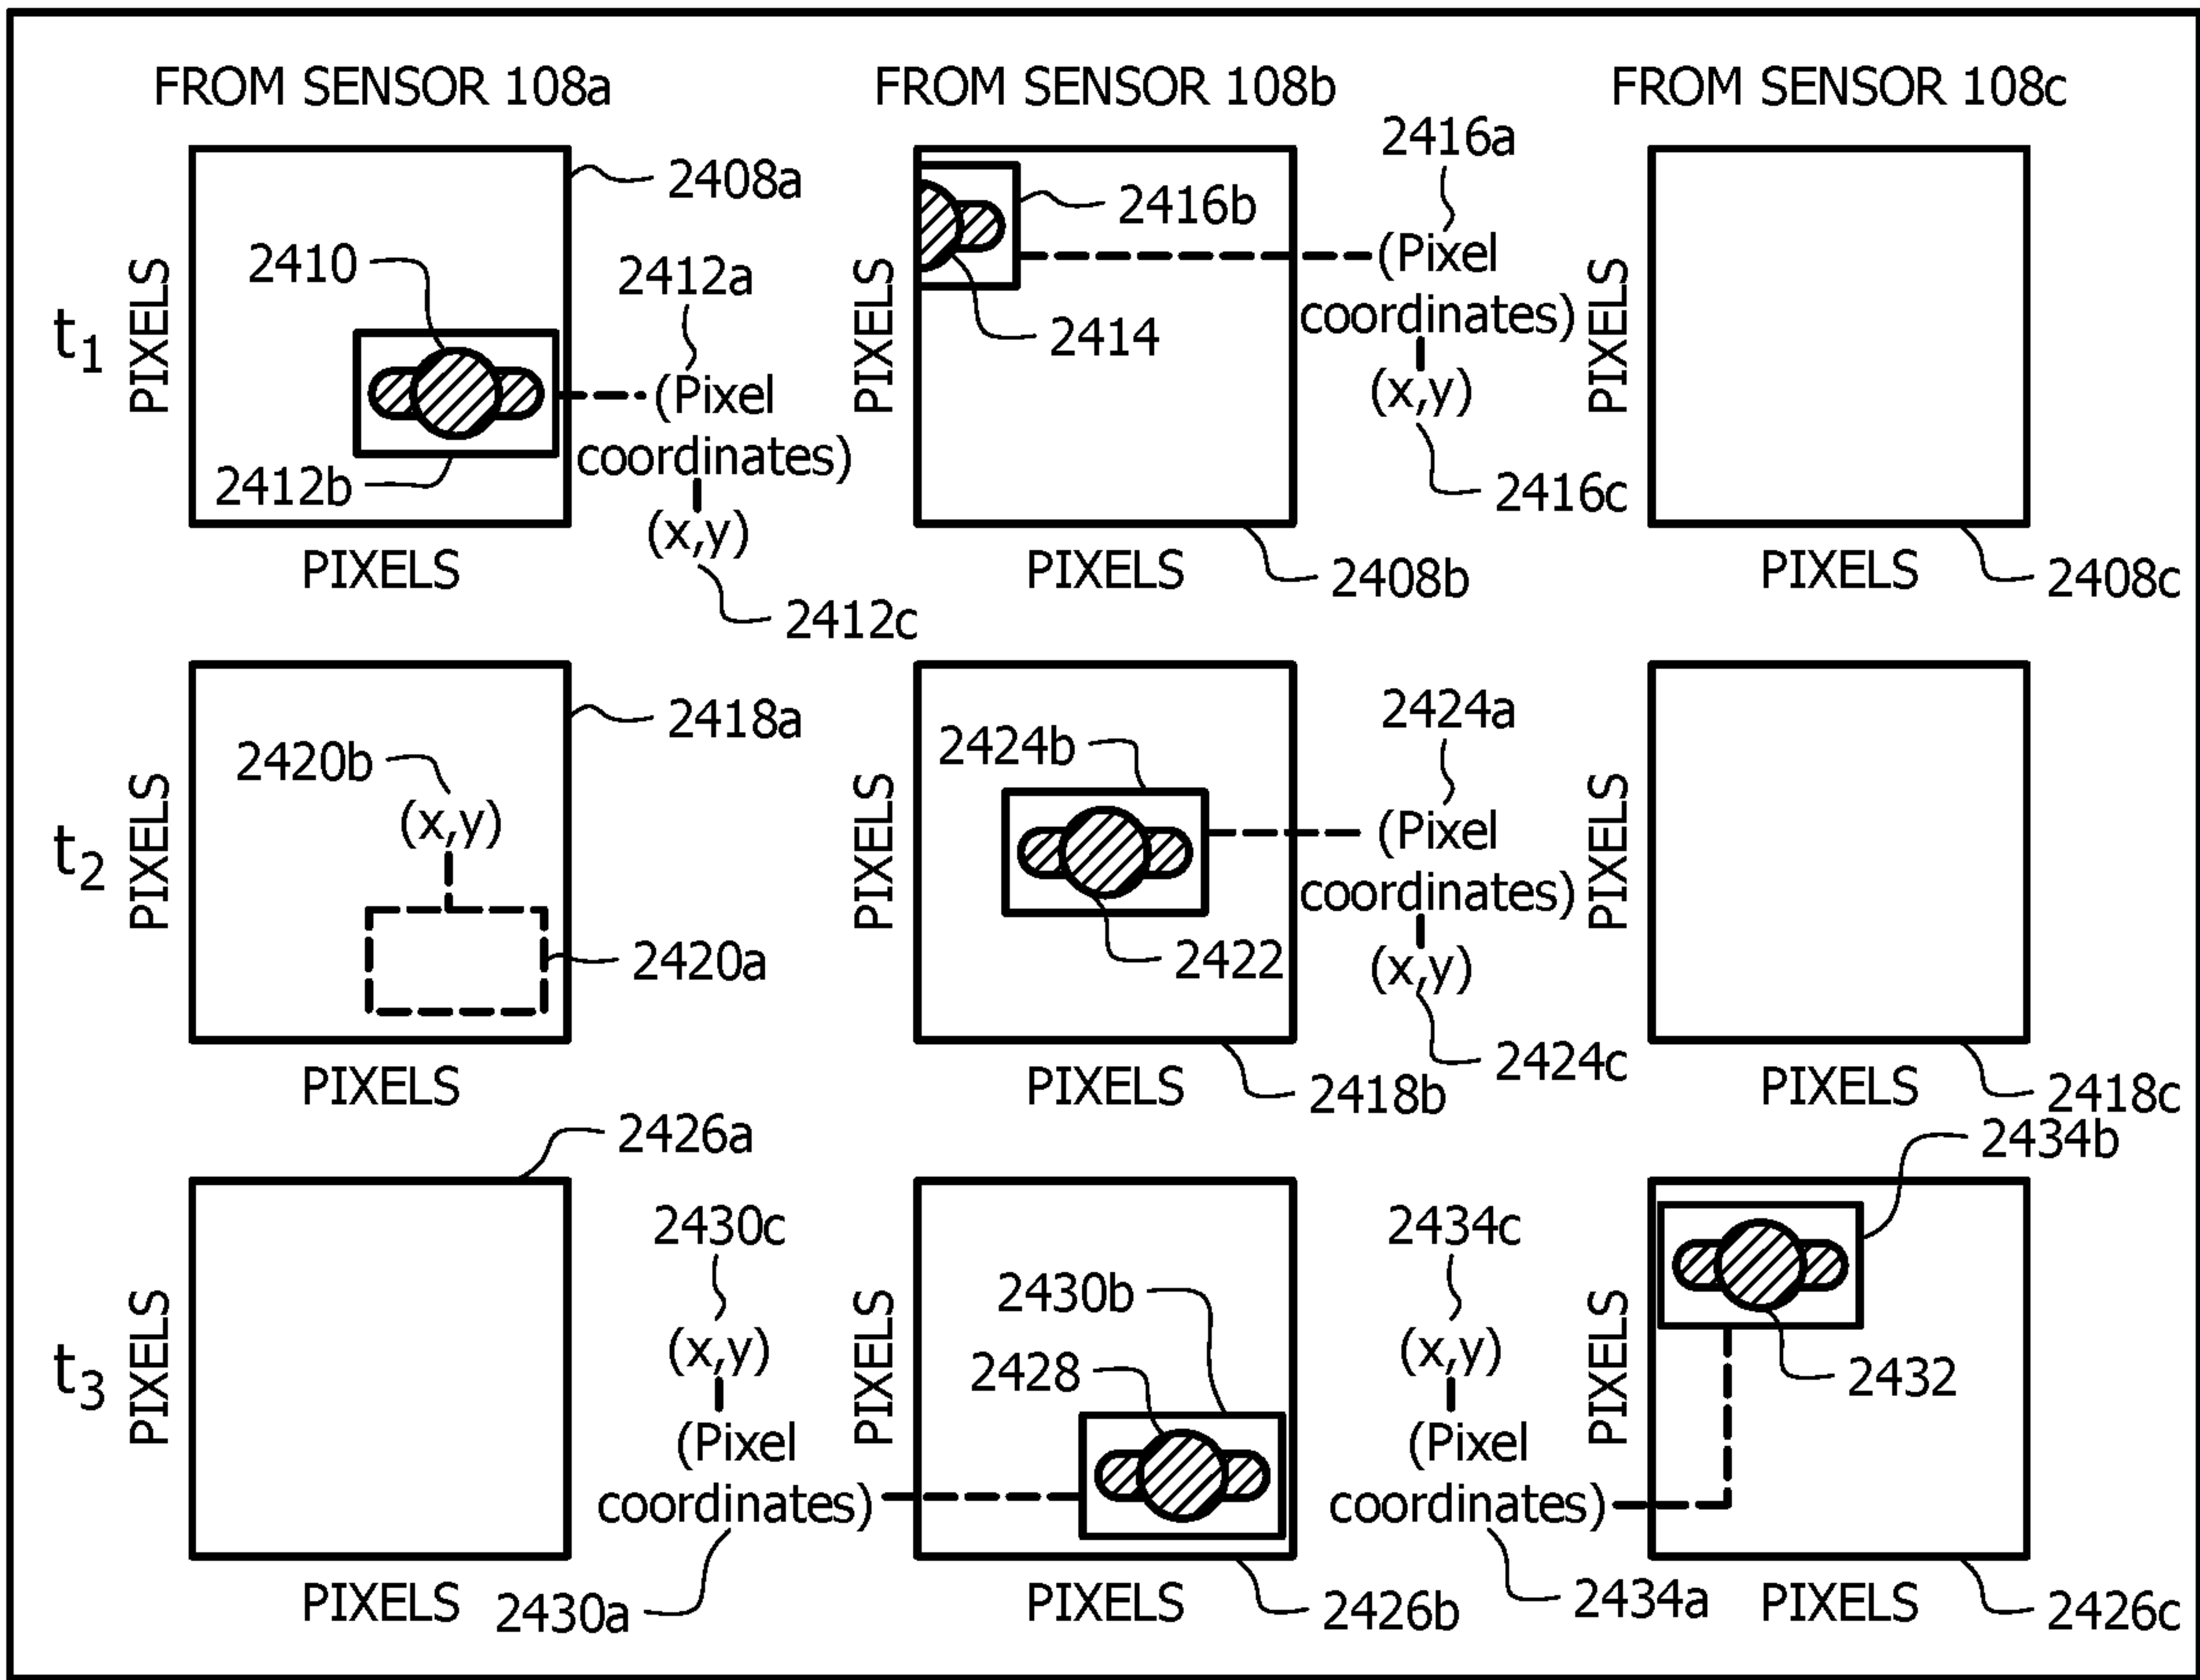 FROM SENSOR 108a
FROM SENSOR 108b
FROM SENSOR 108c
t1
PIXELS
2408a
2410
2412a
(Pixel
coordinates)
(x,y)
2412b
2412c
PIXELS
PIXELS
2416b
2414
2416a
(Pixel
coordinates)
(x,y)
2416c
PIXELS
2408b
PIXELS
PIXELS
2408c
t2
PIXELS
2418a
2420b
(x,y)
2420a
PIXELS
PIXELS
2424b
2422
2424a
(Pixel
coordinates)
(x,y)
2424c
PIXELS
2418b
PIXELS
PIXELS
2418c
t3
PIXELS
2426a
PIXELS
2430c
(x,y)
(Pixel
coordinates)
2430a
PIXELS
2430b
2428
PIXELS
2426b
2434c
(x,y)
(Pixel
coordinates)
2434a
PIXELS
2434b
2432
PIXELS
2426c